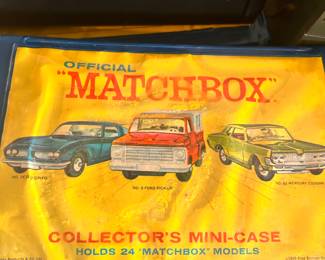 OFFICIAL
"MATCHBOX"
NO. 6 FORD PICKUP
NO. 62 MERCURY COUGAR
COLLECTOR'S MINI-CASE
HOLDS 24 "MATCHBOX" MODELS